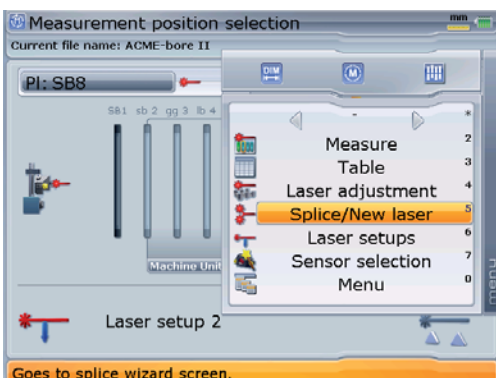 Measurement position selection
mm
Current file name: ACME-bore II
PI: SB8
DIM
M
SB1 sb 2 gg 3 lb 4
- *
Measure 2
Table 3
Laser adjustment 4
Splice/New laser 5
Laser setups 6
Sensor selection 7
Menu 0
menu
Machine Unit
Laser setup 2
Goes to splice wizard screen.